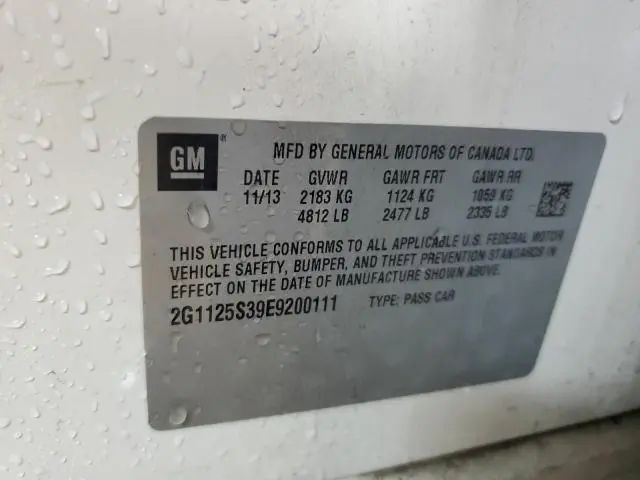 GM® MFD BY GENERAL MOTORS OF CANADA LTD.
DATE GVWR GAWR FRT GAWR RR
11/13 2183 KG 1124 KG 1059 KG
4812 LB 2477 LB 2335 LB
THIS VEHICLE CONFORMS TO ALL APPLICABLE U.S. FEDERAL MOTOR
VEHICLE SAFETY, BUMPER, AND THEFT PREVENTION STANDARDS IN
EFFECT ON THE DATE OF MANUFACTURE SHOWN ABOVE.
2G1125S39E9200111 TYPE: PASS CAR